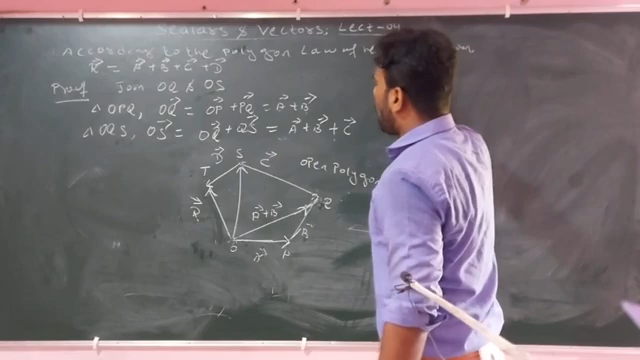 Scalars & Vectors, Lect-04
According to the polygon Law of
R⃗ = A⃗ + B⃗ + C⃗ + D⃗
Proof Join OQ & OS
△ OPQ, OQ⃗ = OP⃗ + PQ⃗ = A⃗ + B⃗
△ OQS, OS⃗ = OQ⃗ + QS⃗ = A⃗ + B⃗ + C⃗
D⃗ S C⃗
T
open polygon
R⃗ A⃗+B⃗ Q
B⃗
O A⃗ P